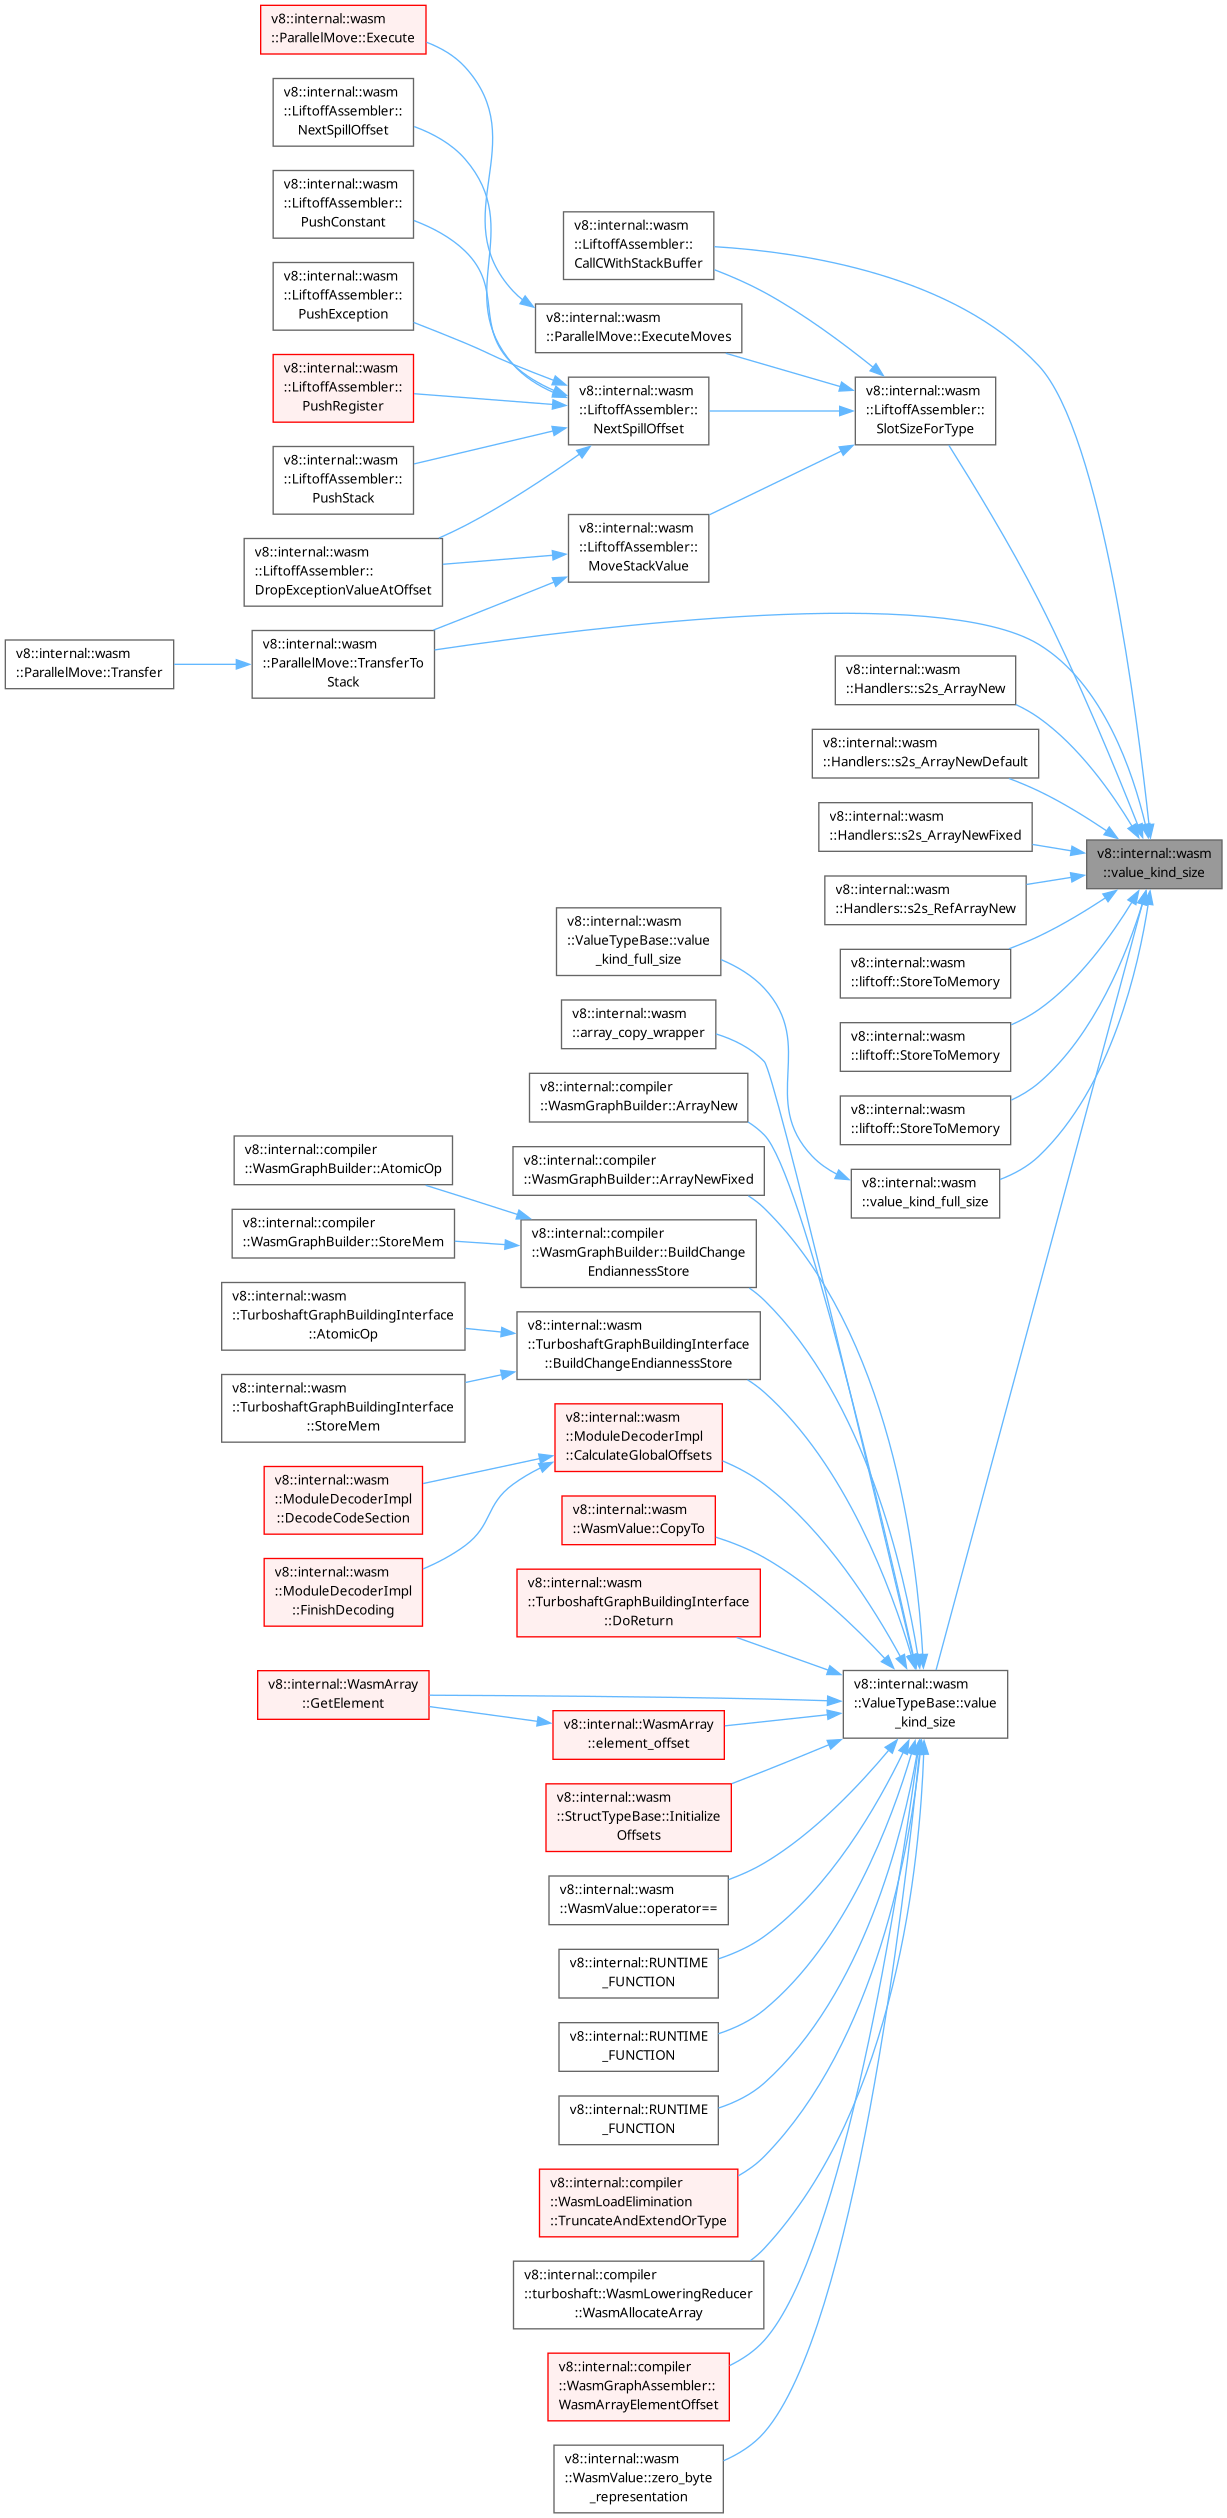 v8::internal::wasm
::ParallelMove::Execute
v8::internal::wasm
::LiftoffAssembler::
NextSpillOffset
v8::internal::wasm
::LiftoffAssembler::
PushConstant
v8::internal::wasm
::LiftoffAssembler::
CallCWithStackBuffer
v8::internal::wasm
::LiftoffAssembler::
PushException
v8::internal::wasm
::ParallelMove::ExecuteMoves
v8::internal::wasm
::LiftoffAssembler::
PushRegister
v8::internal::wasm
::LiftoffAssembler::
NextSpillOffset
v8::internal::wasm
::LiftoffAssembler::
SlotSizeForType
v8::internal::wasm
::LiftoffAssembler::
PushStack
v8::internal::wasm
::LiftoffAssembler::
MoveStackValue
v8::internal::wasm
::LiftoffAssembler::
DropExceptionValueAtOffset
v8::internal::wasm
::ParallelMove::Transfer
v8::internal::wasm
::ParallelMove::TransferTo
Stack
v8::internal::wasm
::Handlers::s2s_ArrayNew
v8::internal::wasm
::Handlers::s2s_ArrayNewDefault
v8::internal::wasm
::Handlers::s2s_ArrayNewFixed
v8::internal::wasm
::value_kind_size
v8::internal::wasm
::Handlers::s2s_RefArrayNew
v8::internal::wasm
::ValueTypeBase::value
_kind_full_size
v8::internal::wasm
::liftoff::StoreToMemory
v8::internal::wasm
::array_copy_wrapper
v8::internal::wasm
::liftoff::StoreToMemory
v8::internal::compiler
::WasmGraphBuilder::ArrayNew
v8::internal::wasm
::liftoff::StoreToMemory
v8::internal::compiler
::WasmGraphBuilder::AtomicOp
v8::internal::compiler
::WasmGraphBuilder::ArrayNewFixed
v8::internal::wasm
::value_kind_full_size
v8::internal::compiler
::WasmGraphBuilder::StoreMem
v8::internal::compiler
::WasmGraphBuilder::BuildChange
EndiannessStore
v8::internal::wasm
::TurboshaftGraphBuildingInterface
::AtomicOp
v8::internal::wasm
::TurboshaftGraphBuildingInterface
::BuildChangeEndiannessStore
v8::internal::wasm
::TurboshaftGraphBuildingInterface
::StoreMem
v8::internal::wasm
::ModuleDecoderImpl
::CalculateGlobalOffsets
v8::internal::wasm
::ModuleDecoderImpl
::DecodeCodeSection
v8::internal::wasm
::WasmValue::CopyTo
v8::internal::wasm
::ModuleDecoderImpl
::FinishDecoding
v8::internal::wasm
::TurboshaftGraphBuildingInterface
::DoReturn
v8::internal::WasmArray
::GetElement
v8::internal::wasm
::ValueTypeBase::value
_kind_size
v8::internal::WasmArray
::element_offset
v8::internal::wasm
::StructTypeBase::Initialize
Offsets
v8::internal::wasm
::WasmValue::operator==
v8::internal::RUNTIME
_FUNCTION
v8::internal::RUNTIME
_FUNCTION
v8::internal::RUNTIME
_FUNCTION
v8::internal::compiler
::WasmLoadElimination
::TruncateAndExtendOrType
v8::internal::compiler
::turboshaft::WasmLoweringReducer
::WasmAllocateArray
v8::internal::compiler
::WasmGraphAssembler::
WasmArrayElementOffset
v8::internal::wasm
::WasmValue::zero_byte
_representation